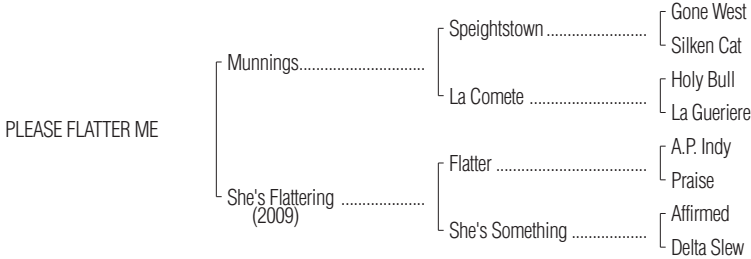 Gone West
Speightstown ........................
Silken Cat
Munnings..............................
Holy Bull
La Comete ............................
La Gueriere
PLEASE FLATTER ME
A.P. Indy
Flatter ....................................
Praise
She's Flattering ....................
(2009)
Affirmed
She's Something ..................
Delta Slew